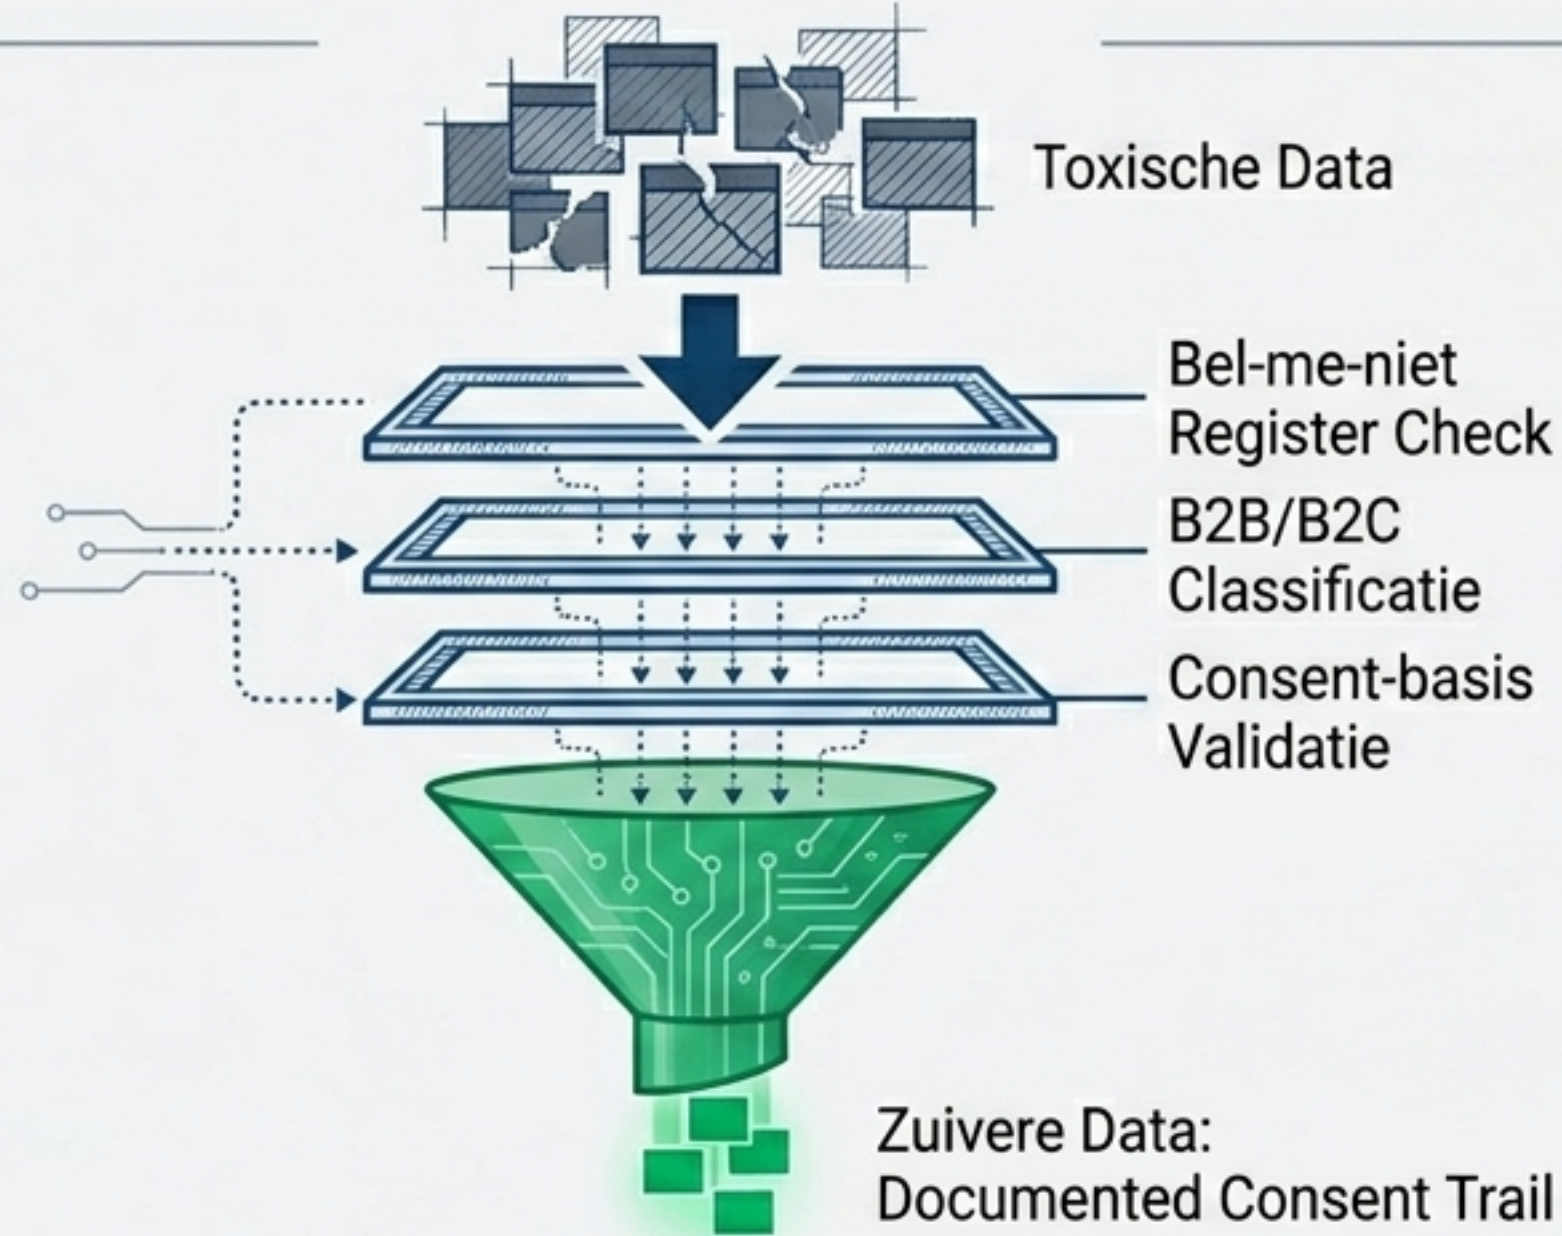 Toxische Data
Bel-me-niet
Register Check
B2B/B2C
Classificatie
Consent-basis
Validatie
Zuivere Data:
Documented Consent Trail